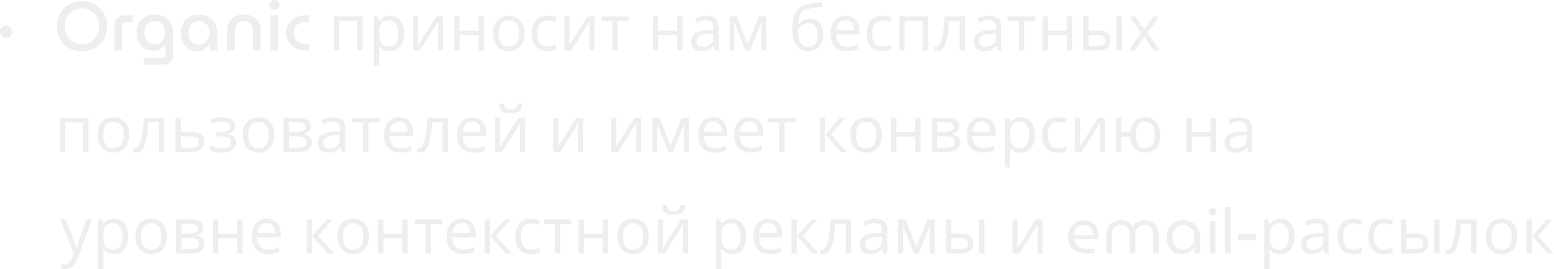 • Organic приносит нам бесплатных
пользователей и имеет конверсию на
уровне контекстной рекламы и email-рассылок